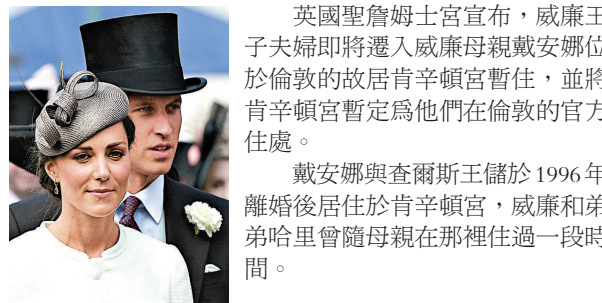 英國聖詹姆士宮宣布，威廉王
子夫婦即將遷入威廉母親戴安娜位
於倫敦的故居肯辛頓宮暫住，並將
肯辛頓宮暫定爲他們在倫敦的官方
住處。
戴安娜與查爾斯王儲於1996年
離婚後居住於肯辛頓宮，威廉和弟
弟哈里曾隨母親在那裡住過一段時
間。